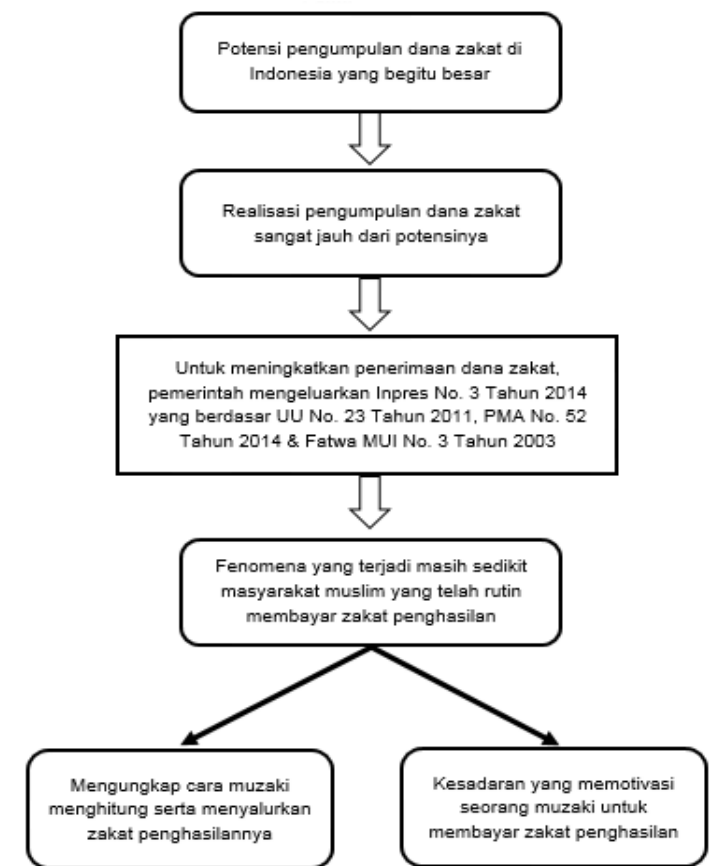 Potensi pengumpulan dana zakat di
Indonesia yang begitu besar
Realisasi pengumpulan dana zakat
sangat jauh dari potensinya
Untuk meningkatkan penerimaan dana zakat,
pemerintah mengeluarkan Inpres No. 3 Tahun 2014
yang berdasar UU No. 23 Tahun 2011, PMA No. 52
Tahun 2014 & Fatwa MUI No. 3 Tahun 2003
Fenomena yang terjadi masih sedikit
masyarakat muslim yang telah rutin
membayar zakat penghasilan
Mengungkap cara muzaki
menghitung serta menyalurkan
zakat penghasilannya
Kesadaran yang memotivasi
seorang muzaki untuk
membayar zakat penghasilan